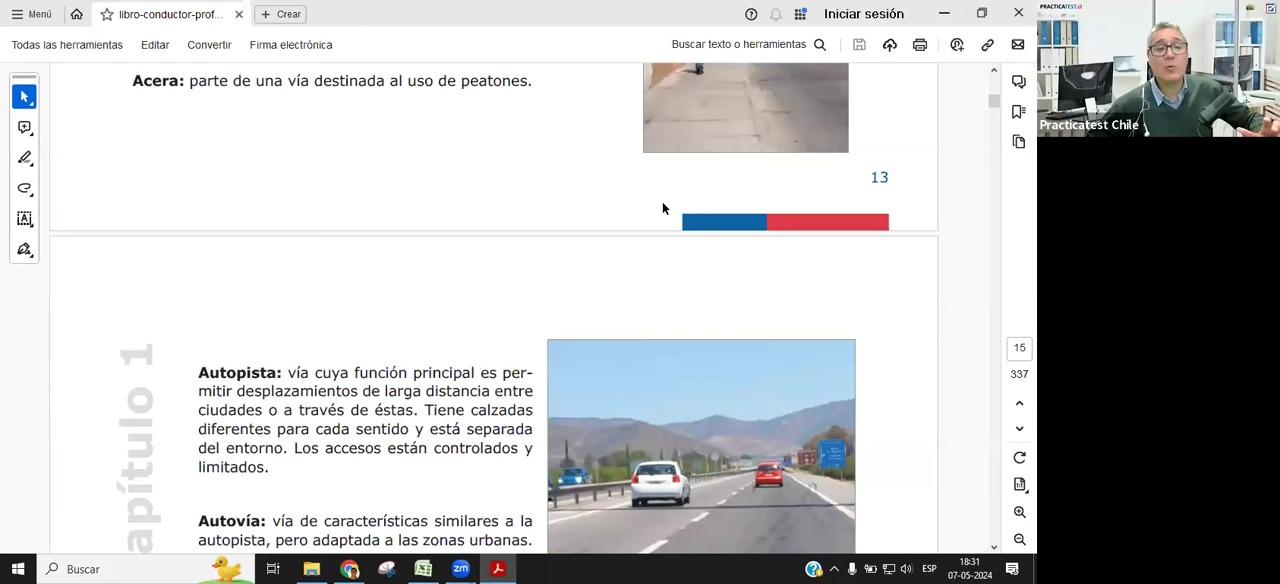 Menú
libro-conductor-prof...
Crear
Iniciar sesión
PRACTICATEST.cl
Todas las herramientas
Editar
Convertir
Firma electrónica
Buscar texto o herramientas
Acera: parte de una vía destinada al uso de peatones.
Practicatest Chile
13
15
337
apítulo 1
Autopista: vía cuya función principal es per-
mitir desplazamientos de larga distancia entre
ciudades o a través de éstas. Tiene calzadas
diferentes para cada sentido y está separada
del entorno. Los accesos están controlados y
limitados.
Autovía: vía de características similares a la
autopista, pero adaptada a las zonas urbanas.
Buscar
zm
ESP
18:31
07-05-2024